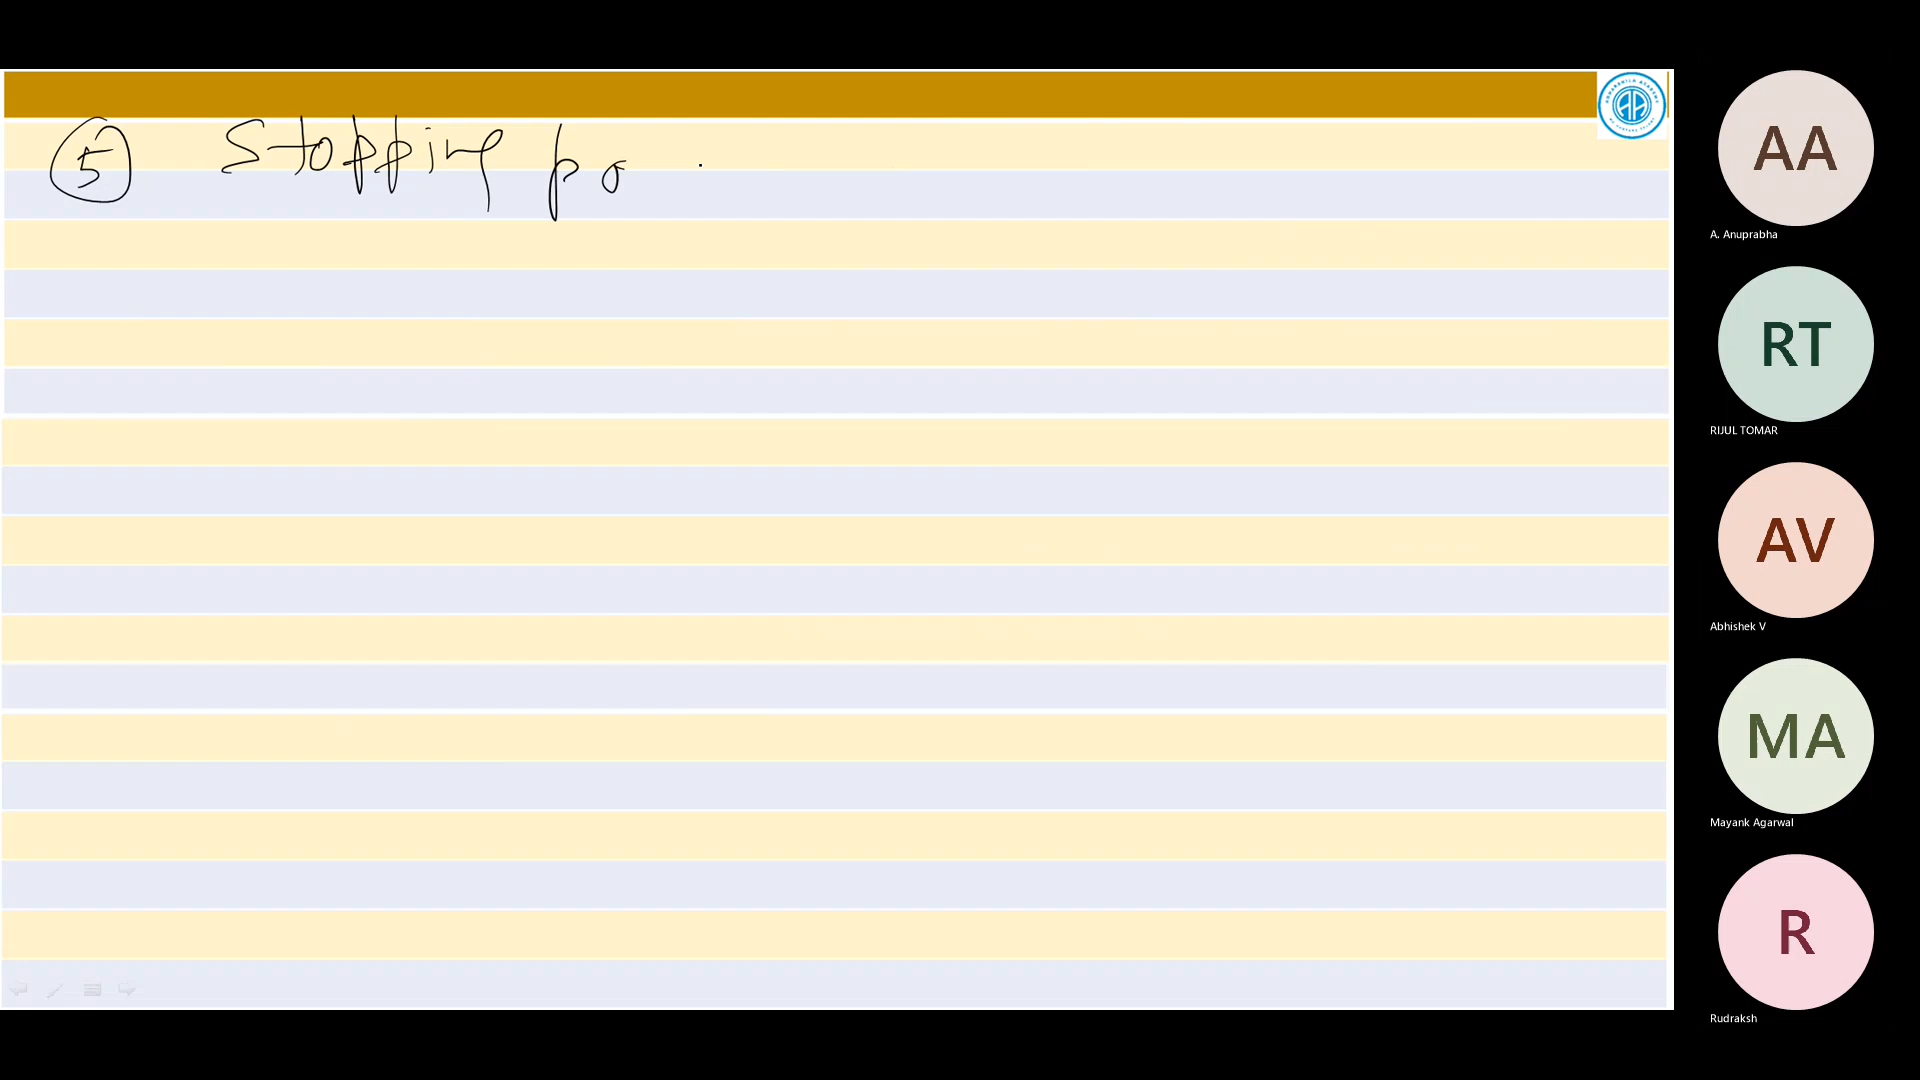 5 Stopping po
AA
A. Anuprabha
RT
RIJUL TOMAR
AV
Abhishek V
MA
Mayank Agarwal
R
Rudraksh